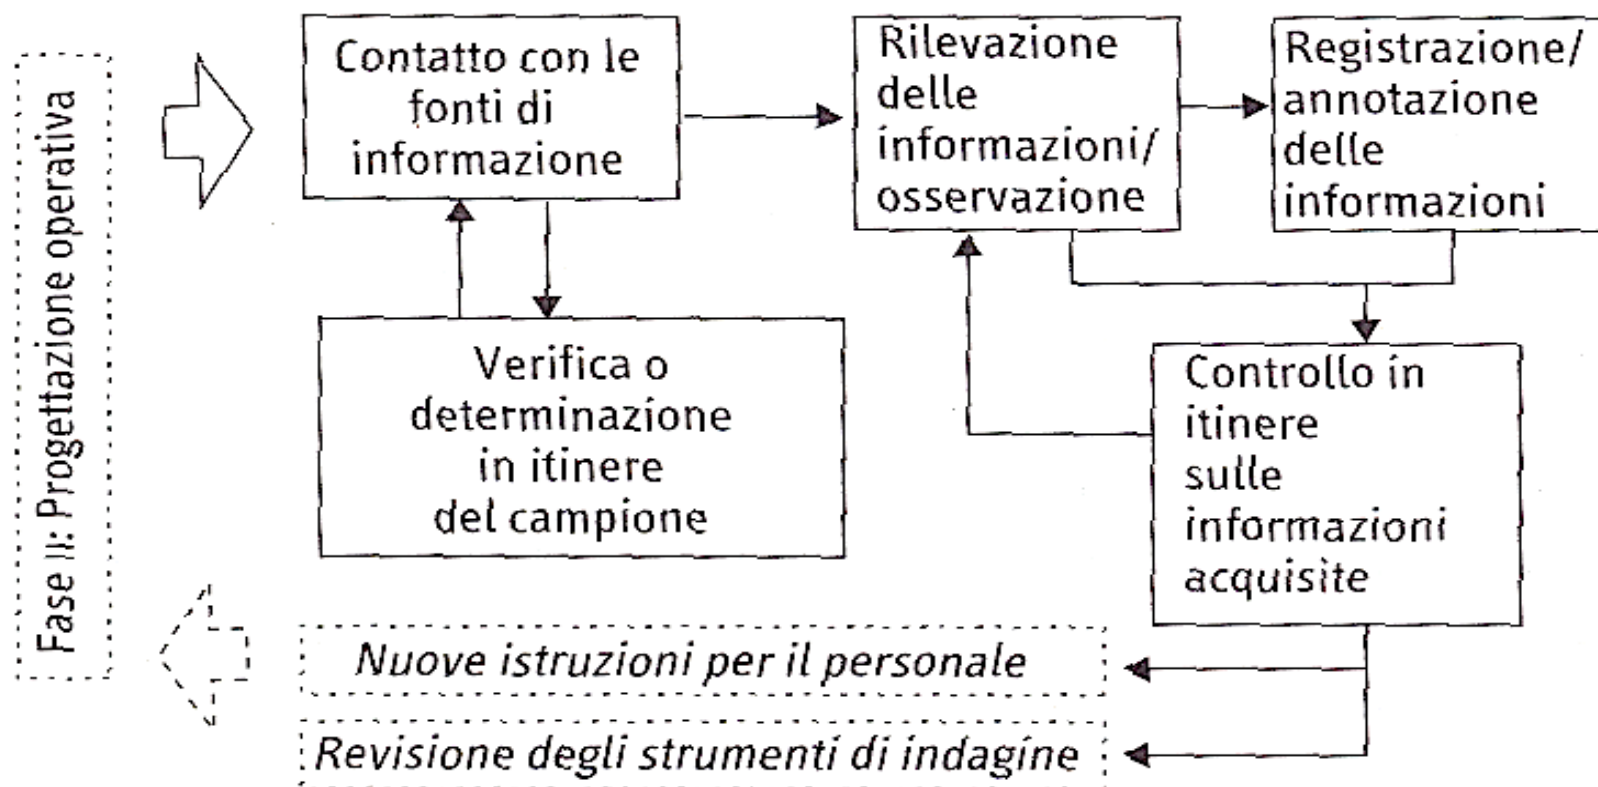 Fase II: Progettazione operativa
Contatto con le
fonti di
informazione
Rilevazione
delle
informazioni/
osservazione
Registrazione/
annotazione
delle
informazioni
Verifica o
determinazione
in itinere
del campione
Controllo in
itinere
sulle
informazioni
acquisite
Nuove istruzioni per il personale
Revisione degli strumenti di indagine